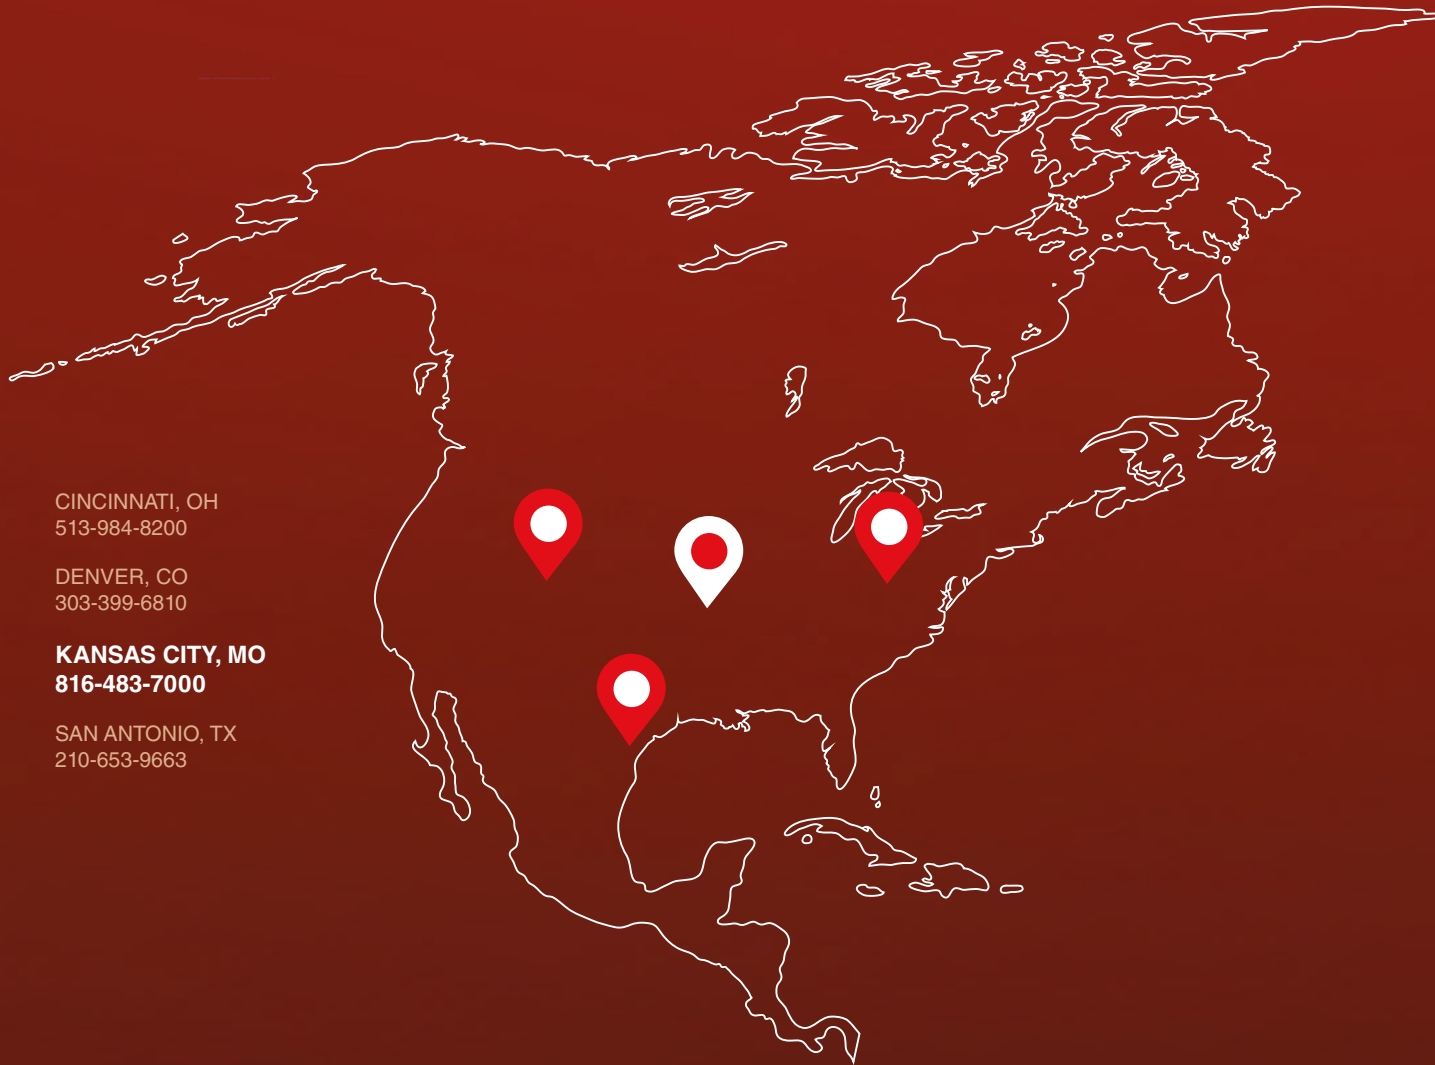 CINCINNATI, OH
513-984-8200
DENVER, CO
303-399-6810
KANSAS CITY, MO
816-483-7000
SAN ANTONIO, TX
210-653-9663